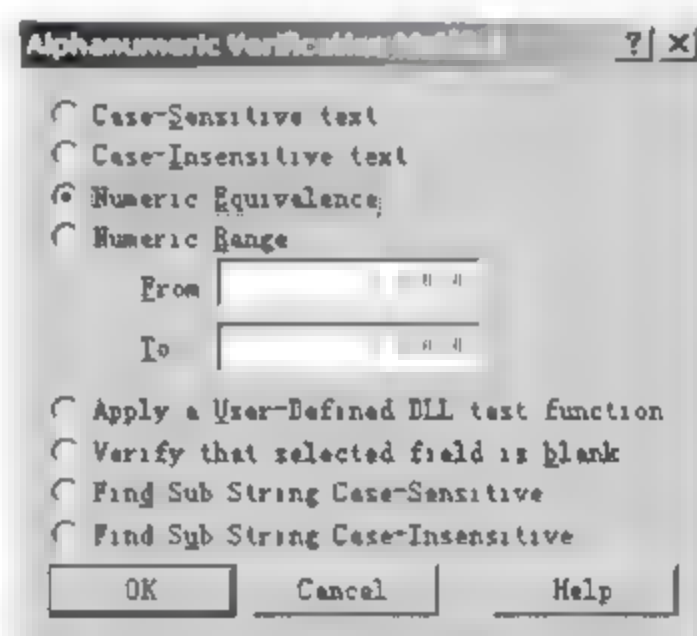 Alphanumeric Verification
Case-Sensitive text
Case-Insensitive text
Numeric Equivalence
Numeric Range
From
To
Apply a User-Defined DLL test function
Verify that selected field is blank
Find Sub String Case-Sensitive
Find Sub String Case-Insensitive
OK Cancel Help